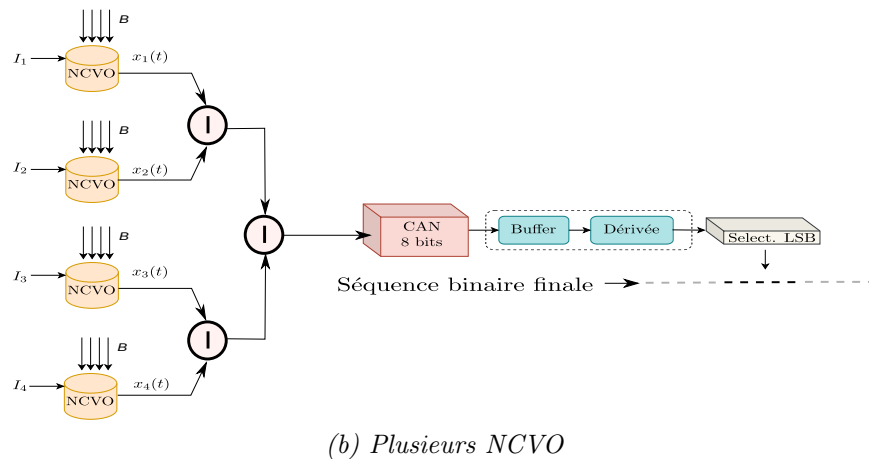 B
I₁
NCVO
x₁(t)
I
B
I₂
NCVO
x₂(t)
I
CAN
8 bits
Buffer
Dérivée
Select. LSB
B
I₃
NCVO
x₃(t)
Séquence binaire finale
I
B
I₄
NCVO
x₄(t)
(b) Plusieurs NCVO